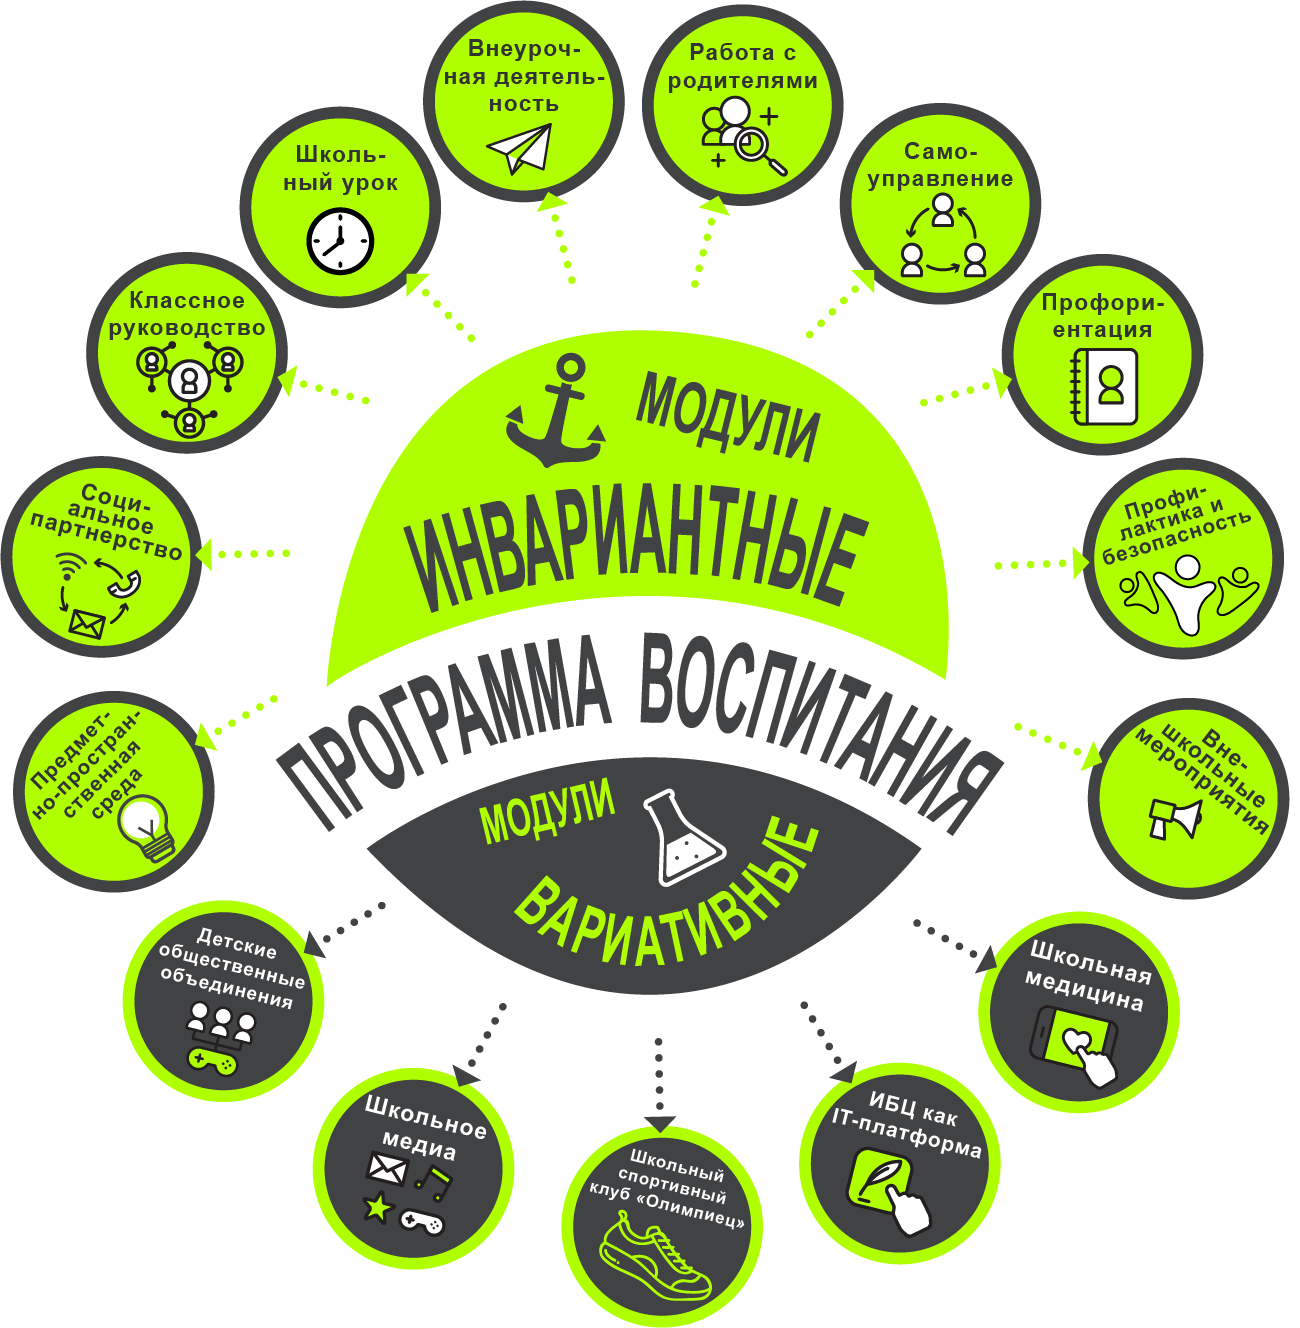 Внеуроч-
ная деятель-
ность
Работа с
родителями
Школь-
ный урок
Само-
управление
Классное
руководство
Профори-
ентация
Соци-
альное
партнерство
Профи-
лактика и
безопасность
Предмет-
но-простран-
ственная
среда
Вне-
школьные
мероприятия
МОДУЛИ
ИНВАРИАНТНЫЕ
ПРОГРАММА ВОСПИТАНИЯ
МОДУЛИ
ВАРИАТИВНЫЕ
Детские
общественные
объединения
Школьное
медиа
Школьный
спортивный
клуб «Олимпиец»
ИБЦ как
IT-платформа
Школьная
медицина